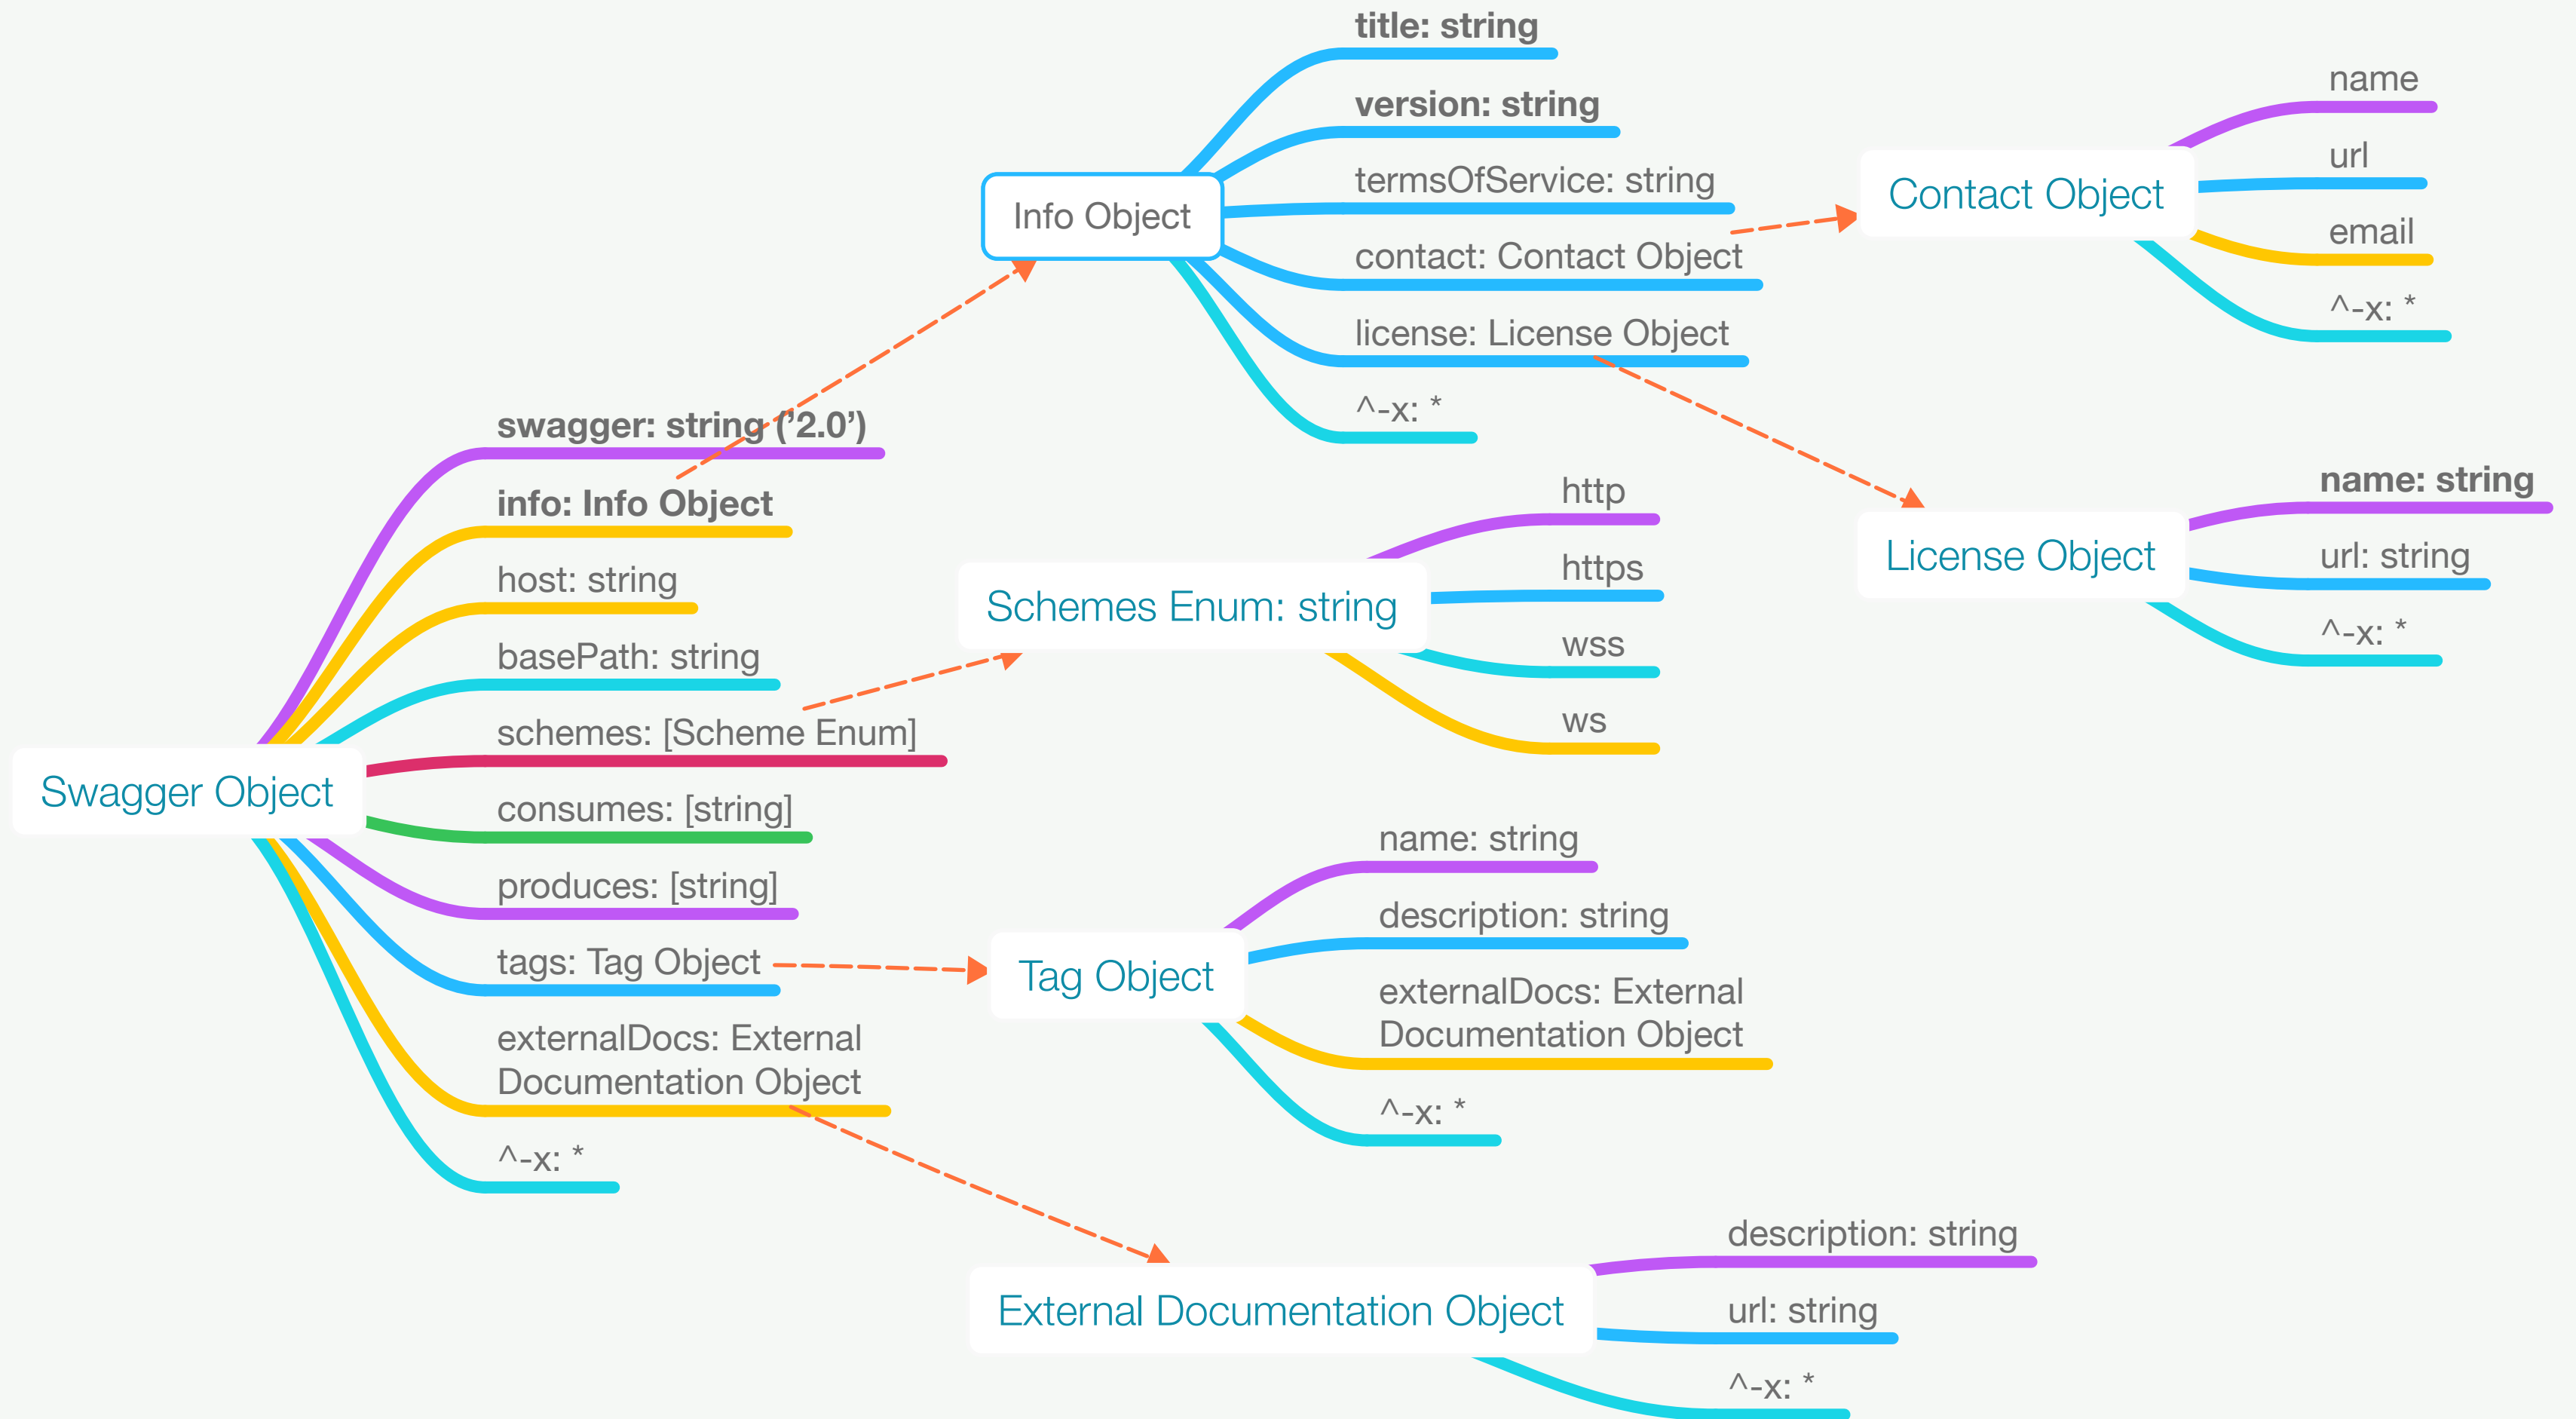 Swagger Object
swagger: string (’2.0’)
info: Info Object
host: string
basePath: string
schemes: [Scheme Enum]
consumes: [string]
produces: [string]
tags: Tag Object
externalDocs: External
Documentation Object
^-x: *
Info Object
title: string
version: string
termsOfService: string
contact: Contact Object
license: License Object
^-x: *
Contact Object
name
url
email
^-x: *
License Object
name: string
url: string
^-x: *
Schemes Enum: string
http
https
wss
ws
Tag Object
name: string
description: string
externalDocs: External
Documentation Object
^-x: *
External Documentation Object
description: string
url: string
^-x: *